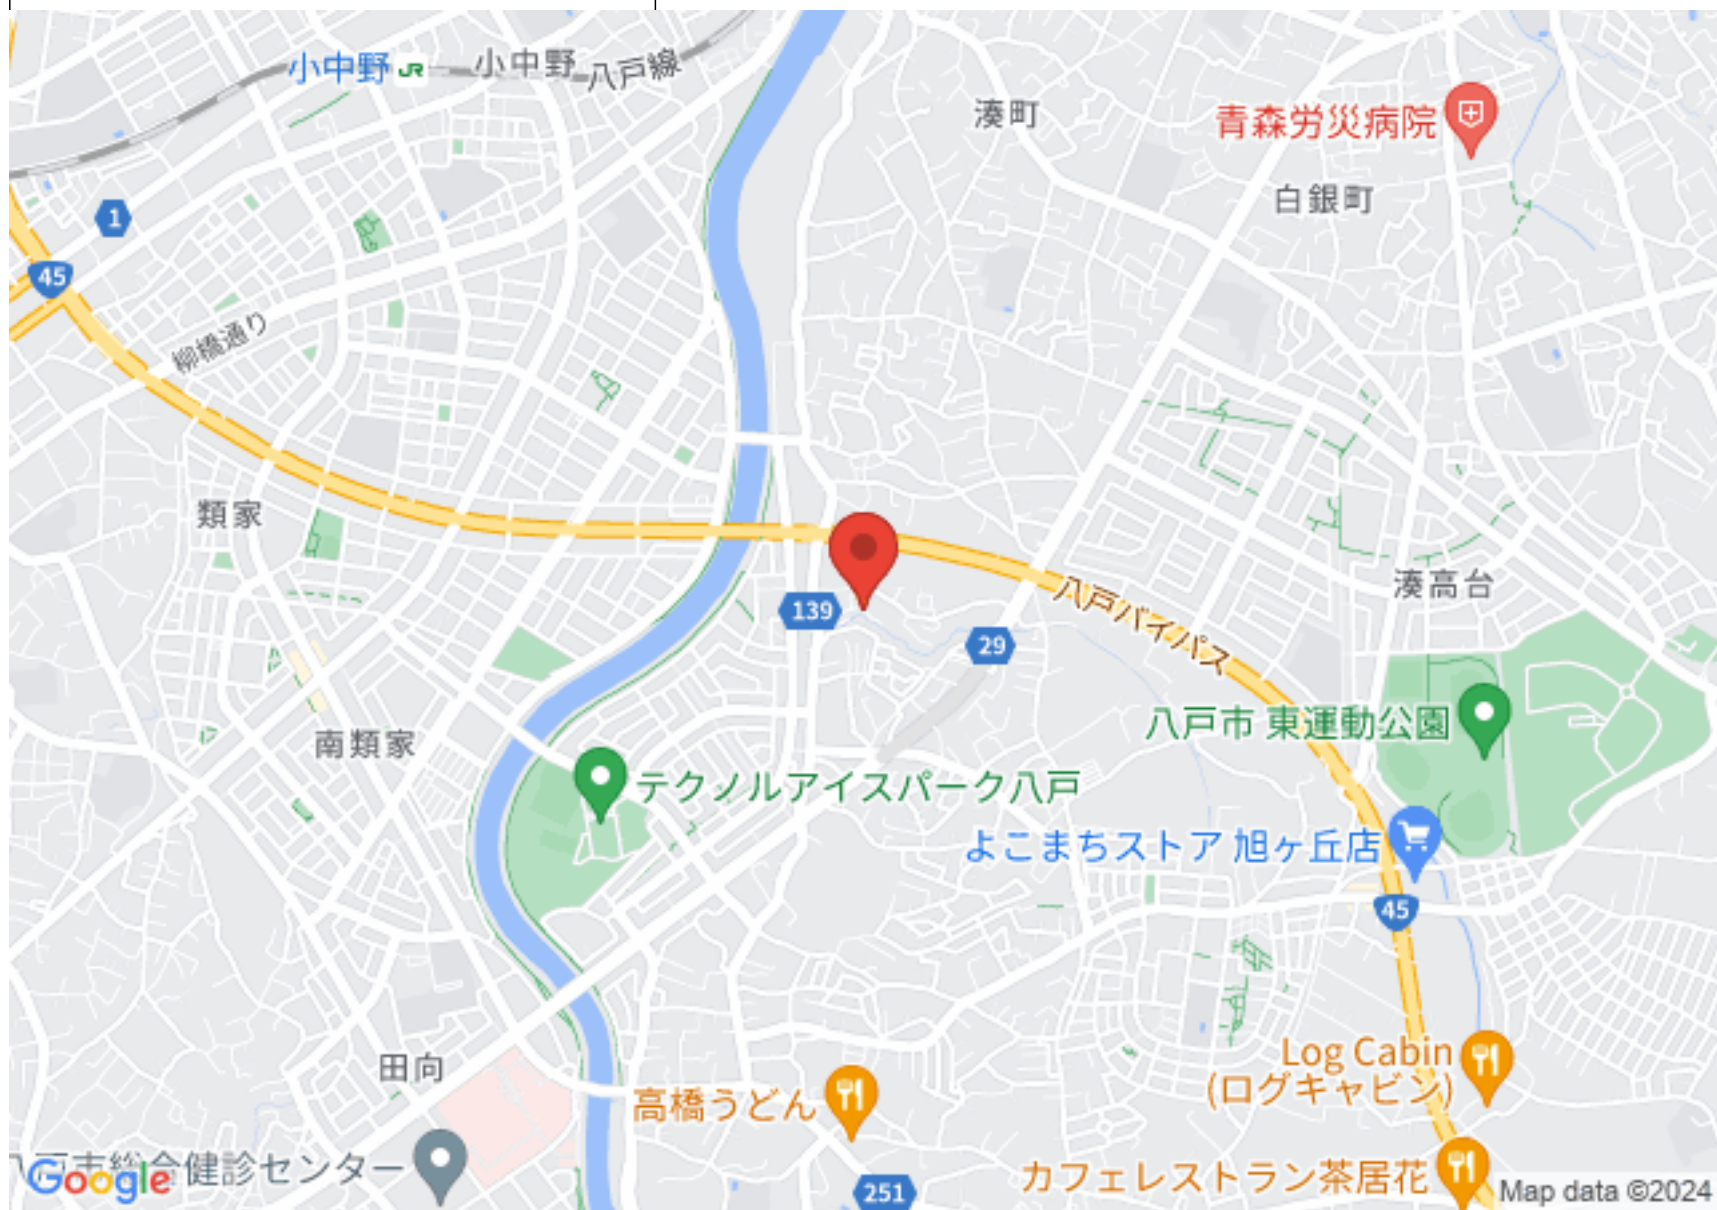 小中野
小中野
八戸線
湊町
青森労災病院
白銀町
1
45
柳橋通り
類家
139
29
八戸バイパス
湊高台
八戸市 東運動公園
南類家
テクノルアイスパーク八戸
よこまちストア 旭ヶ丘店
45
田向
高橋うどん
Log Cabin
(ログキャビン)
八戸市総合健診センター
Google
251
カフェレストラン茶居花
Map data ©2024